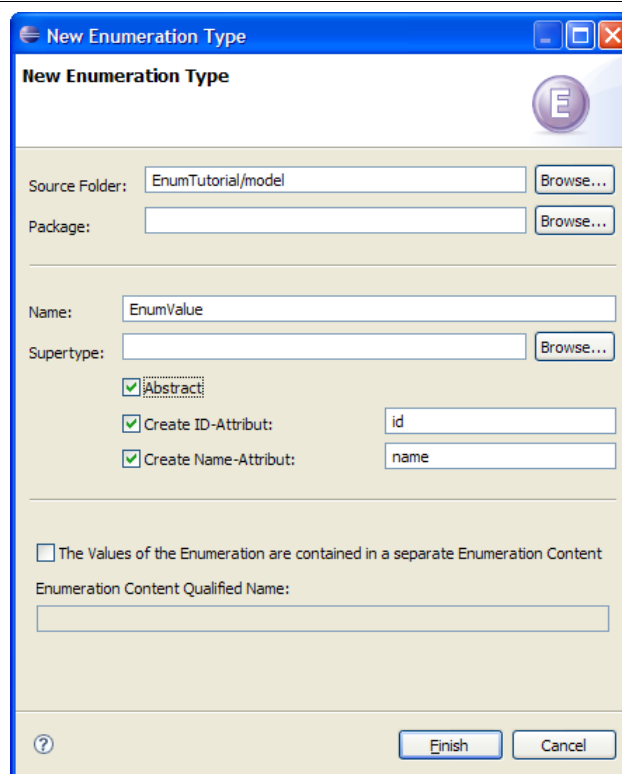 New Enumeration Type
New Enumeration Type
E
Source Folder: EnumTutorial/model Browse...
Package: Browse...
Name: EnumValue
Supertype: Browse...
Abstract
Create ID-Attribut: id
Create Name-Attribut: name
The Values of the Enumeration are contained in a separate Enumeration Content
Enumeration Content Qualified Name:
? Finish Cancel